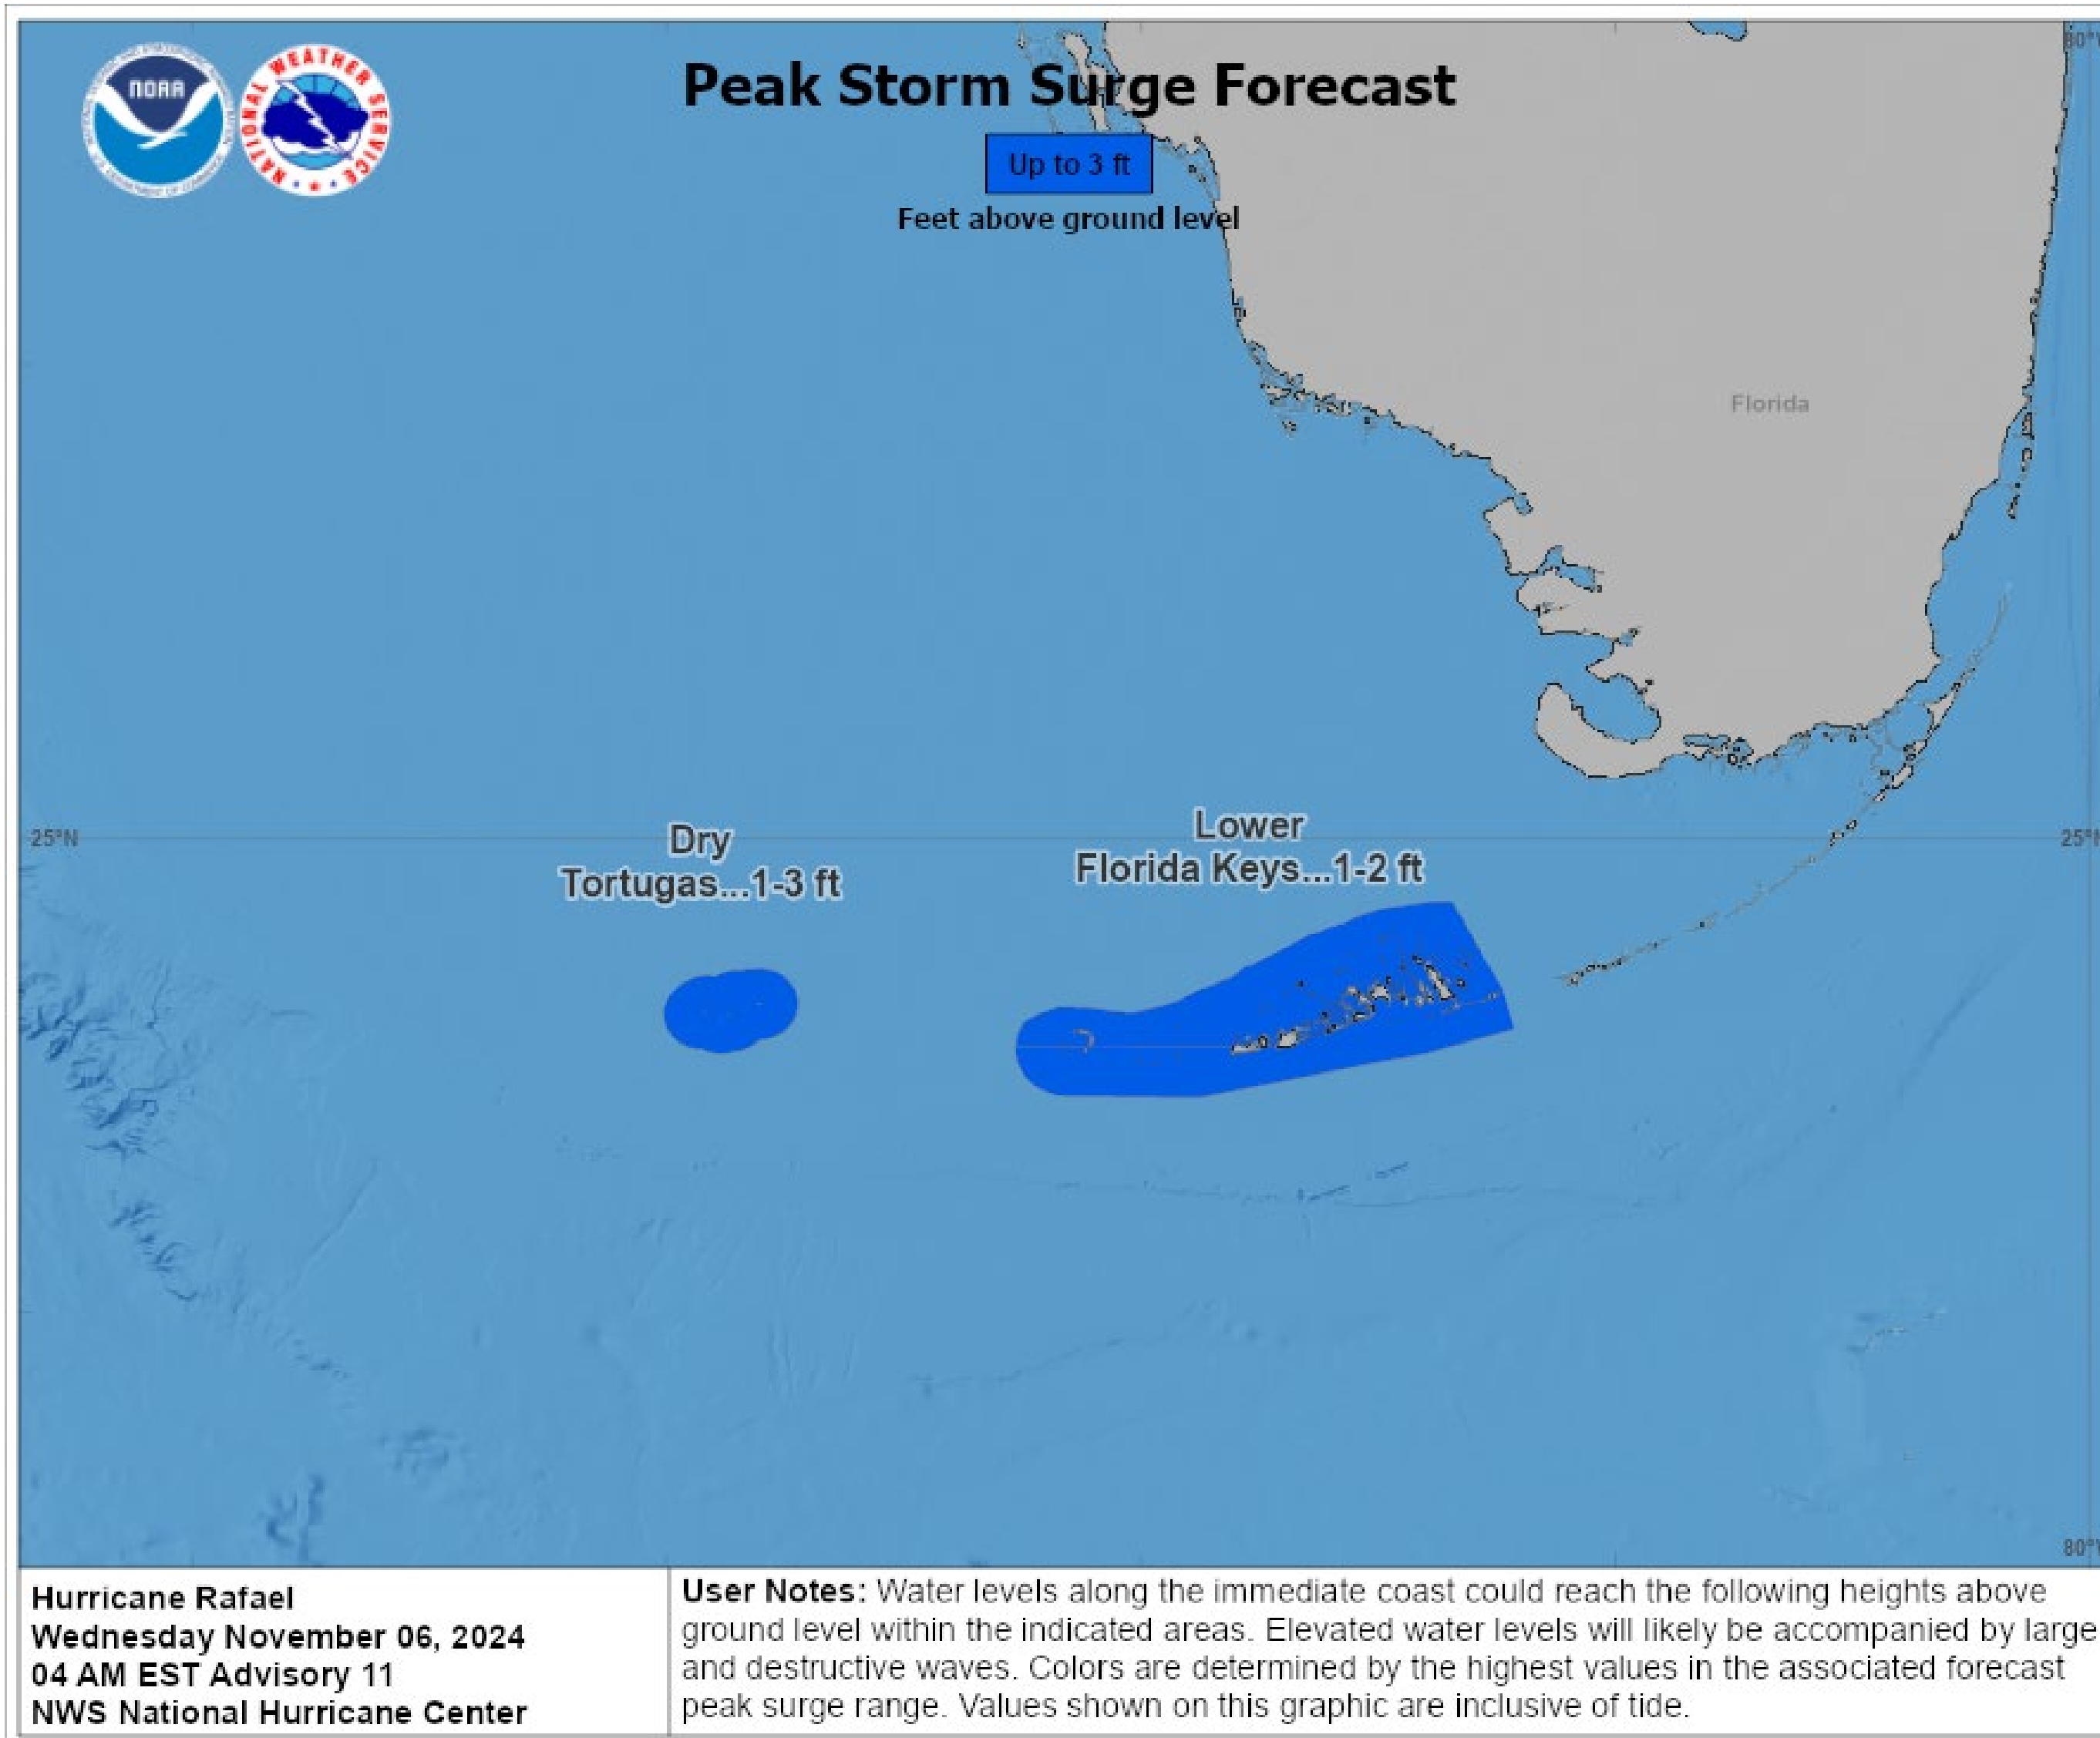 NOAA
NATIONAL WEATHER SERVICE
Peak Storm Surge Forecast
Up to 3 ft
Feet above ground level
Florida
25°N
25°N
Dry
Tortugas...1-3 ft
Lower
Florida Keys...1-2 ft
Hurricane Rafael
Wednesday November 06, 2024
04 AM EST Advisory 11
NWS National Hurricane Center
User Notes: Water levels along the immediate coast could reach the following heights above
ground level within the indicated areas. Elevated water levels will likely be accompanied by large
and destructive waves. Colors are determined by the highest values in the associated forecast
peak surge range. Values shown on this graphic are inclusive of tide.